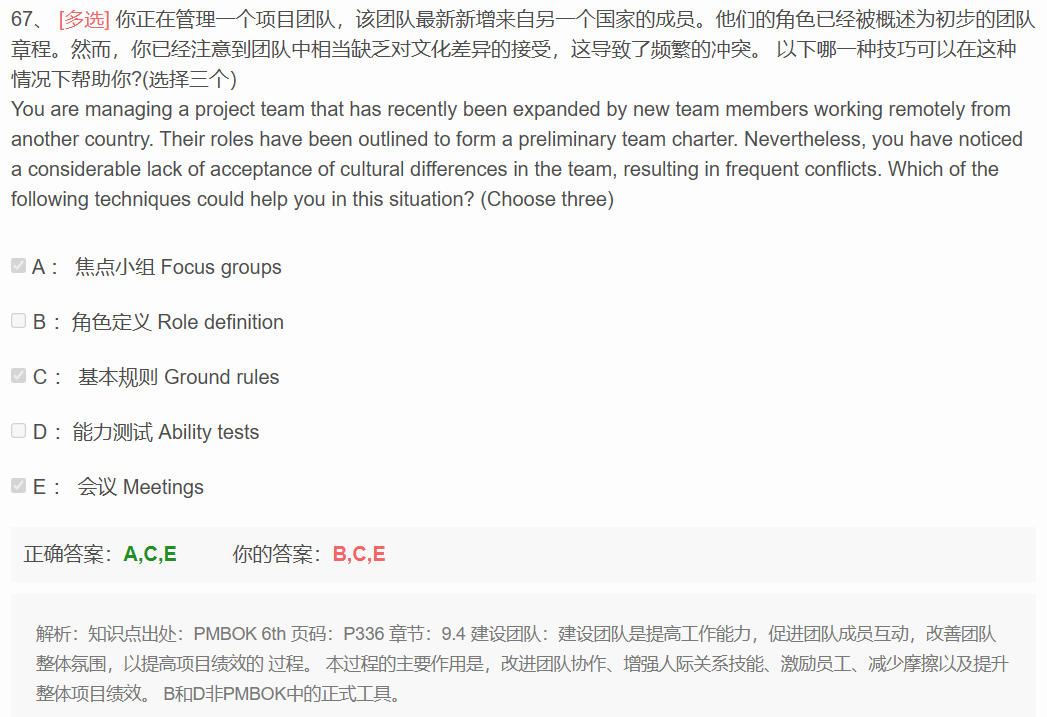 67、 [多选] 你正在管理一个项目团队，该团队最新新增来自另一个国家的成员。他们的角色已经被概述为初步的团队
章程。然而，你已经注意到团队中相当缺乏对文化差异的接受，这导致了频繁的冲突。 以下哪一种技巧可以在这种
情况下帮助你?(选择三个)
You are managing a project team that has recently been expanded by new team members working remotely from
another country. Their roles have been outlined to form a preliminary team charter. Nevertheless, you have noticed
a considerable lack of acceptance of cultural differences in the team, resulting in frequent conflicts. Which of the
following techniques could help you in this situation? (Choose three)
A： 焦点小组 Focus groups
B： 角色定义 Role definition
C： 基本规则 Ground rules
D： 能力测试 Ability tests
E： 会议 Meetings
正确答案：A,C,E 你的答案：B,C,E
解析：知识点出处：PMBOK 6th 页码：P336 章节：9.4 建设团队：建设团队是提高工作能力，促进团队成员互动，改善团队
整体氛围，以提高项目绩效的 过程。 本过程的主要作用是，改进团队协作、增强人际关系技能、激励员工、减少摩擦以及提升
整体项目绩效。 B和D非PMBOK中的正式工具。